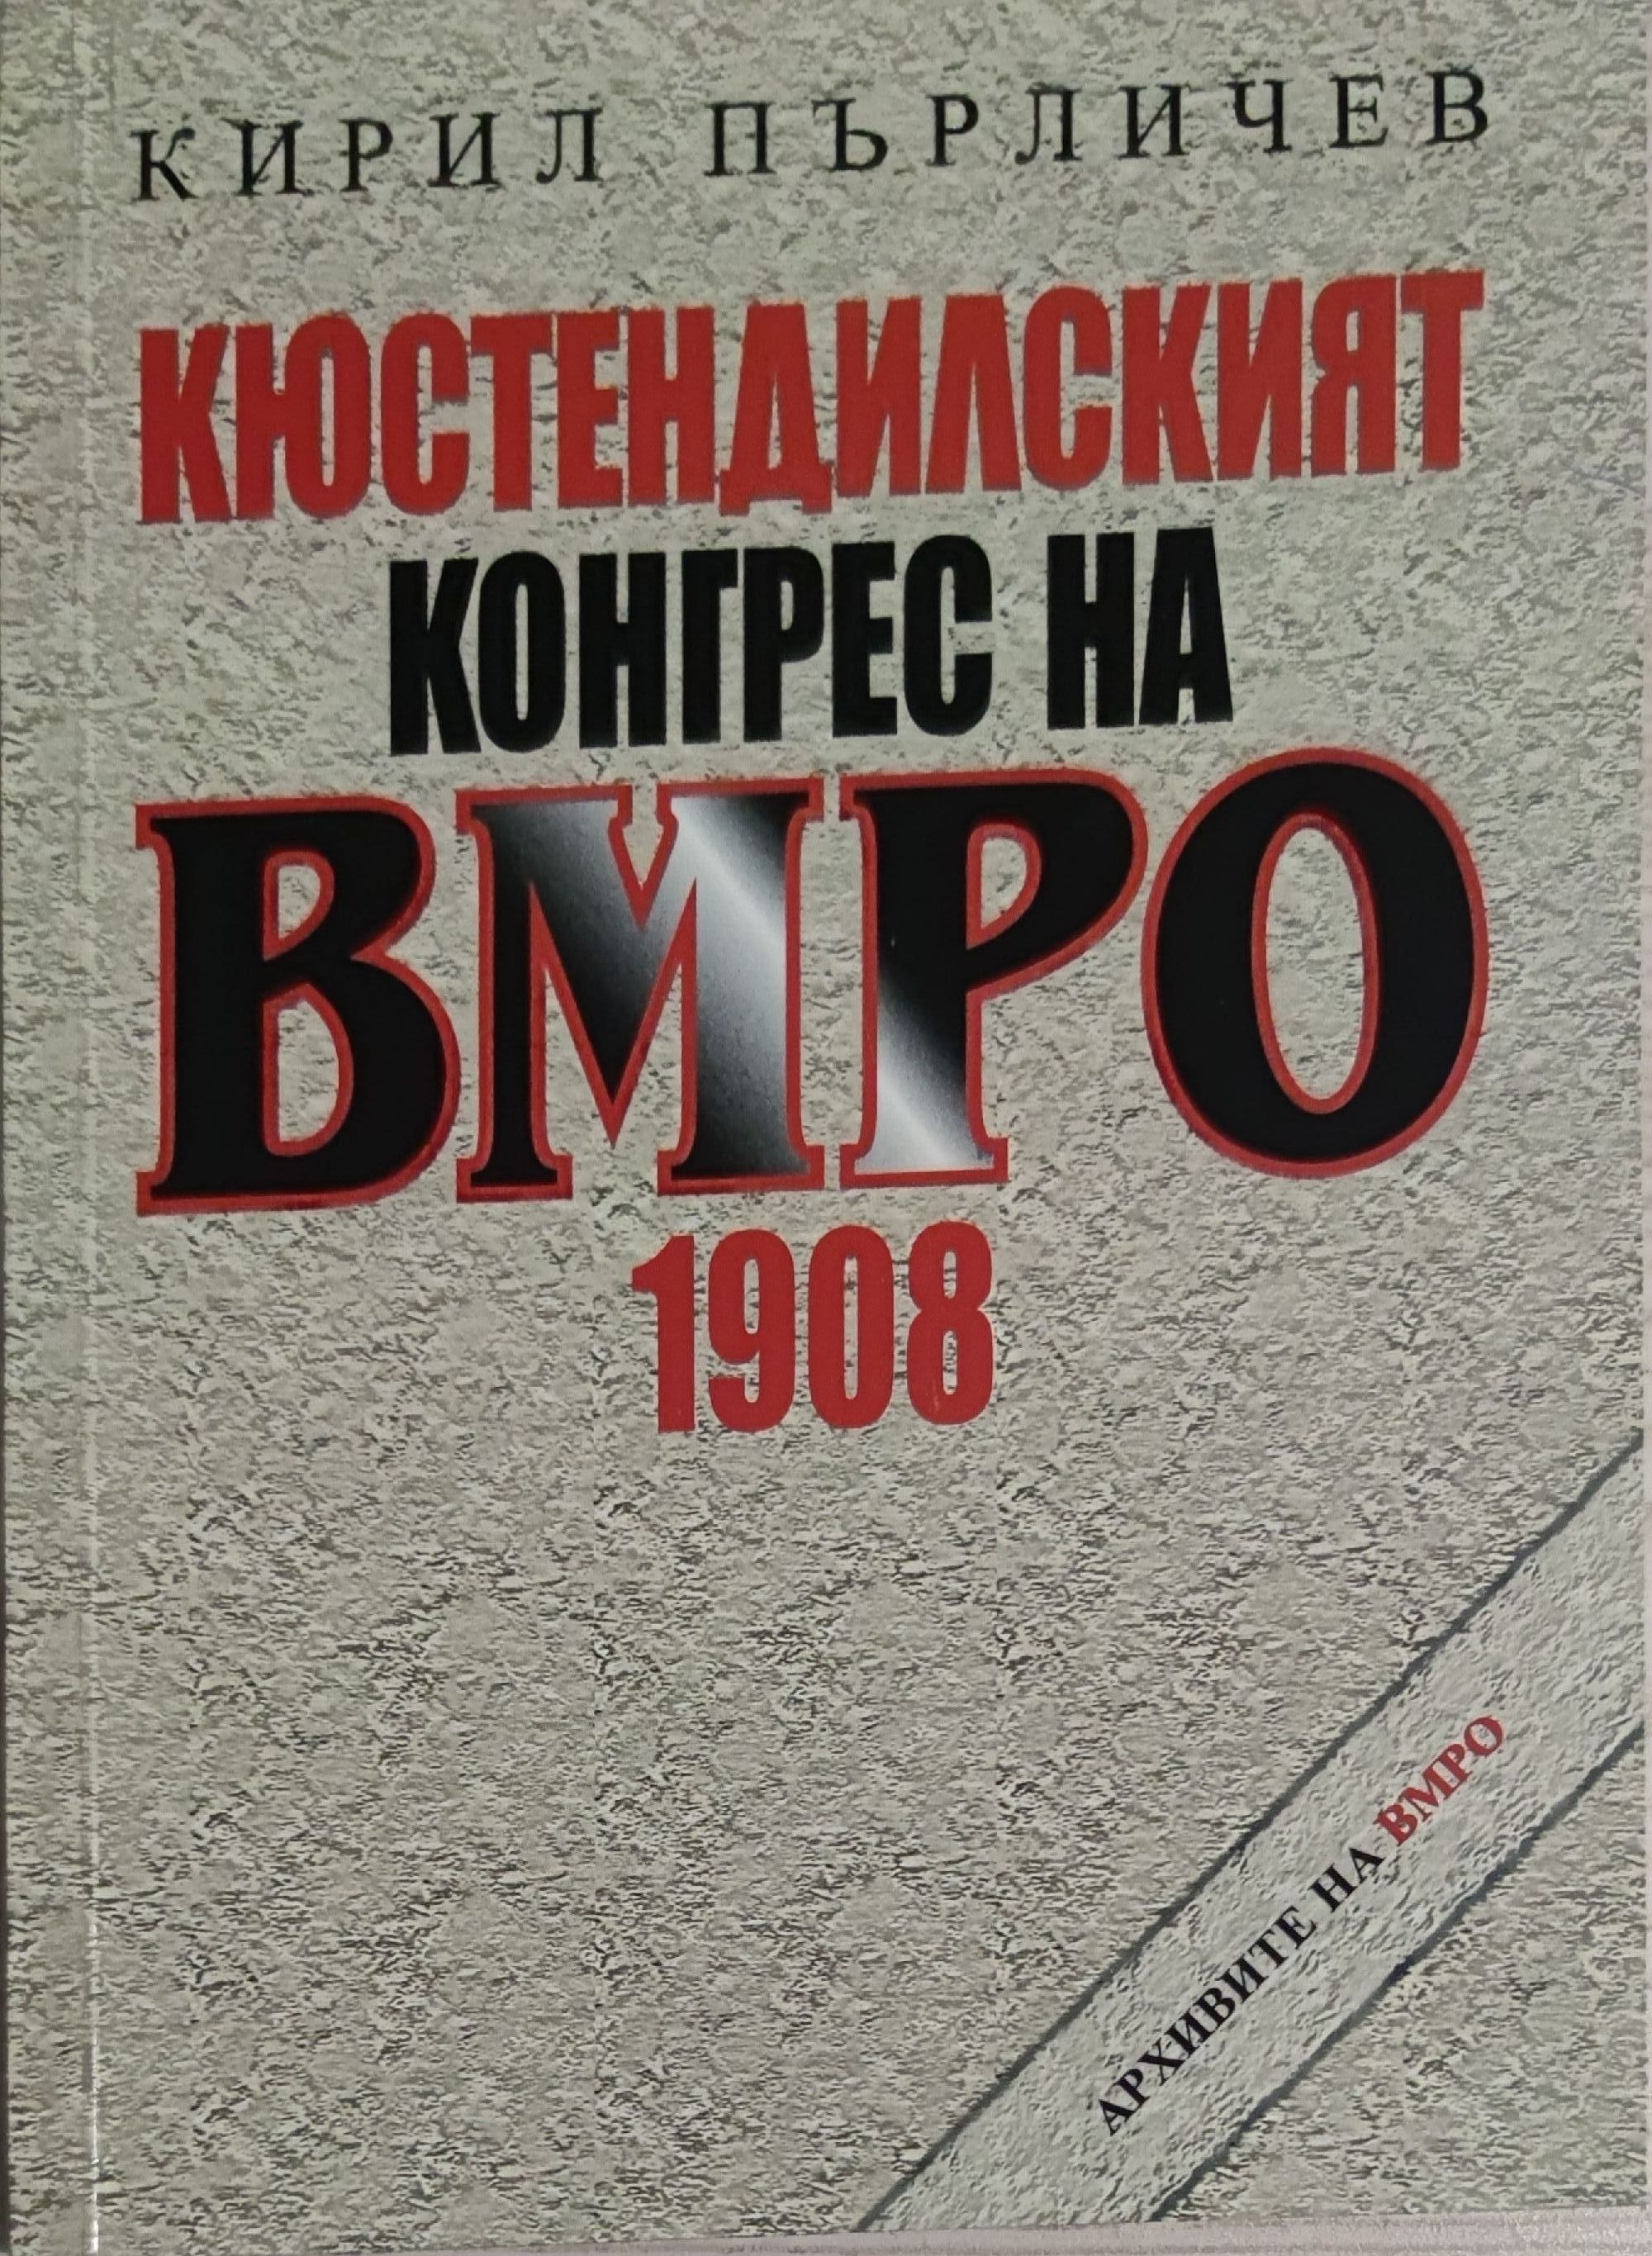 КИРИЛ ПЪРЛИЧЕВ
КЮСТЕНДИЛСКИЯТ
КОНГРЕС НА
ВМРО
1908
АРХИВИТЕ НА ВМРО